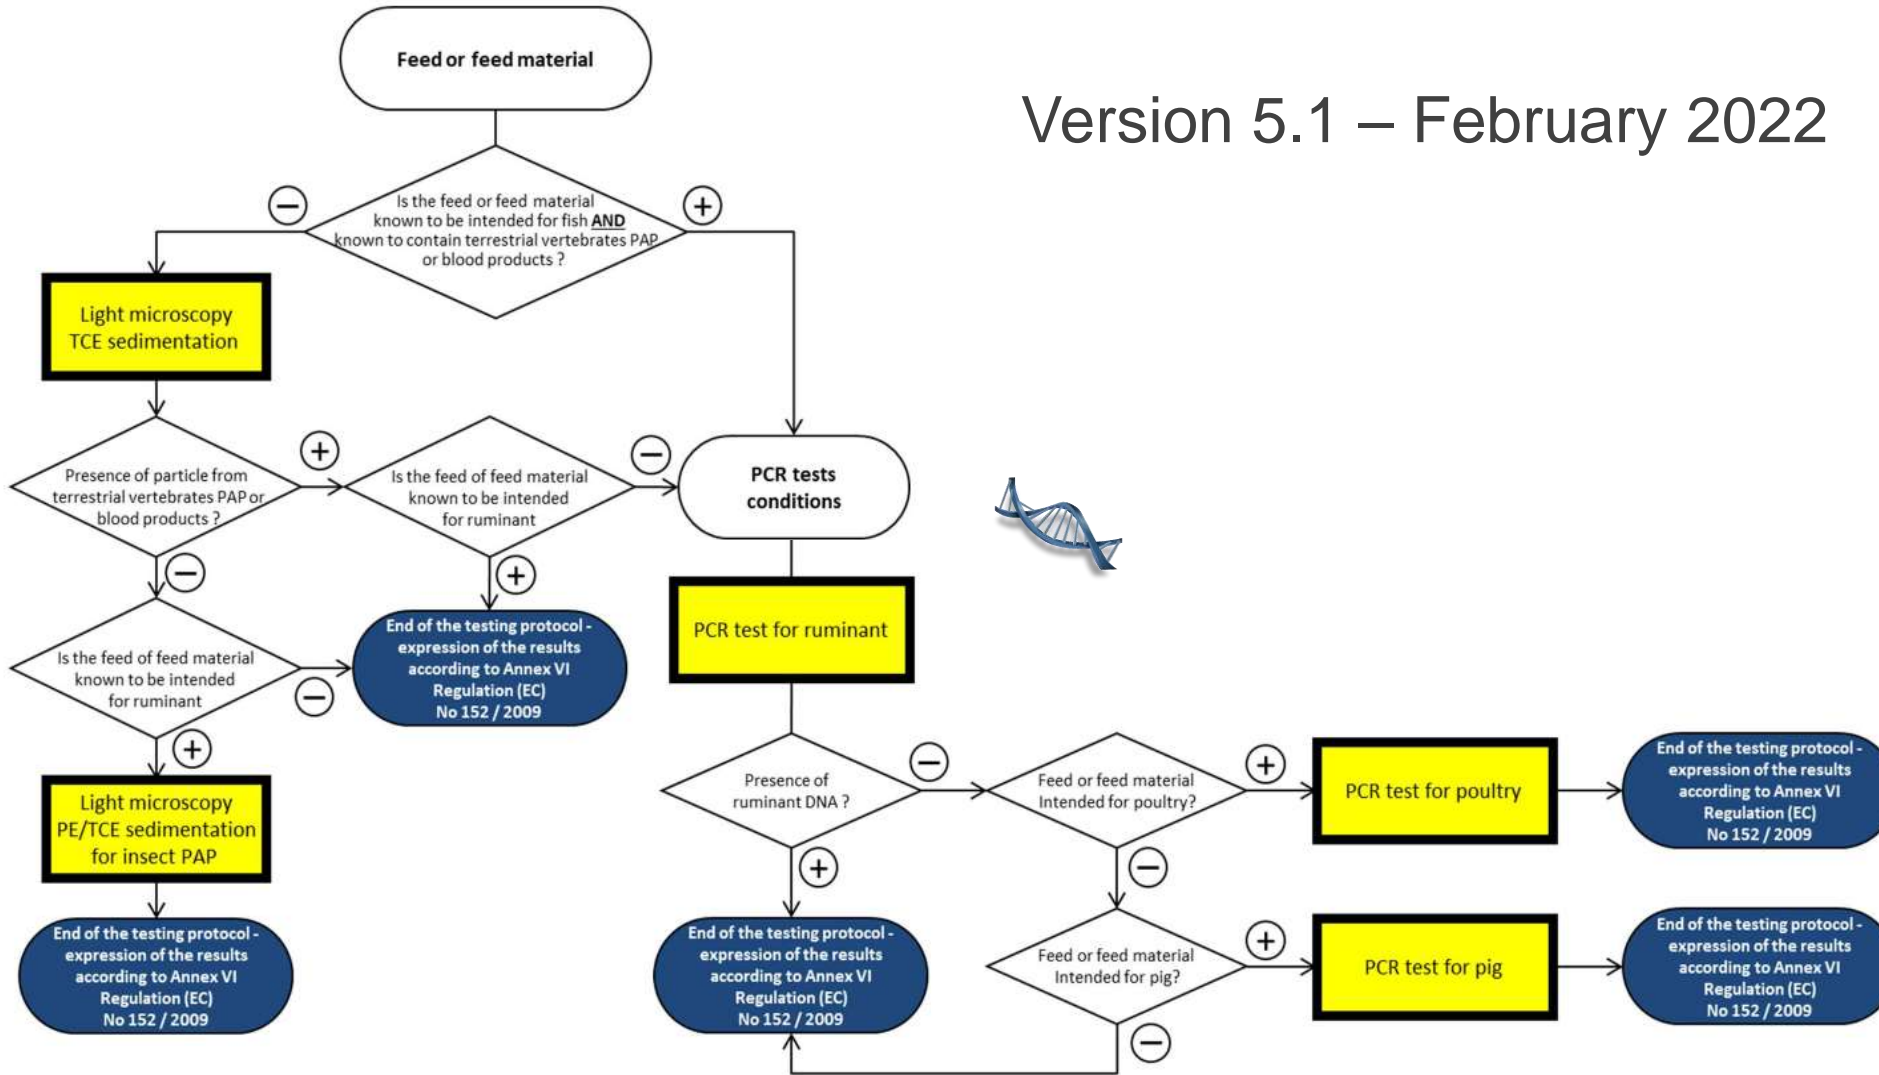 Feed or feed material
Version 5.1 – February 2022
Is the feed or feed material
known to be intended for fish AND
known to contain terrestrial vertebrates PAP
or blood products ?
−
+
Light microscopy
TCE sedimentation
Presence of particle from
terrestrial vertebrates PAP or
blood products ?
+
−
Is the feed of feed material
known to be intended
for ruminant
−
+
PCR tests
conditions
Is the feed of feed material
known to be intended
for ruminant
−
+
End of the testing protocol -
expression of the results
according to Annex VI
Regulation (EC)
No 152 / 2009
PCR test for ruminant
Light microscopy
PE/TCE sedimentation
for insect PAP
End of the testing protocol -
expression of the results
according to Annex VI
Regulation (EC)
No 152 / 2009
Presence of
ruminant DNA ?
−
+
Feed or feed material
Intended for poultry?
+
−
PCR test for poultry
End of the testing protocol -
expression of the results
according to Annex VI
Regulation (EC)
No 152 / 2009
End of the testing protocol -
expression of the results
according to Annex VI
Regulation (EC)
No 152 / 2009
Feed or feed material
Intended for pig?
+
−
PCR test for pig
End of the testing protocol -
expression of the results
according to Annex VI
Regulation (EC)
No 152 / 2009